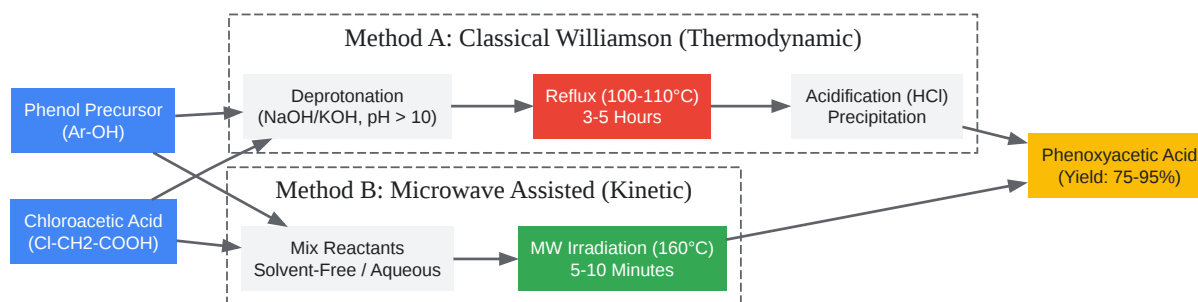 Method A: Classical Williamson (Thermodynamic)
Phenol Precursor
(Ar-OH)
Deprotonation
(NaOH/KOH, pH > 10)
Reflux (100-110°C)
3-5 Hours
Acidification (HCl)
Precipitation
Phenoxyacetic Acid
(Yield: 75-95%)
Method B: Microwave Assisted (Kinetic)
Chloroacetic Acid
(Cl-CH2-COOH)
Mix Reactants
Solvent-Free / Aqueous
MW Irradiation (160°C)
5-10 Minutes